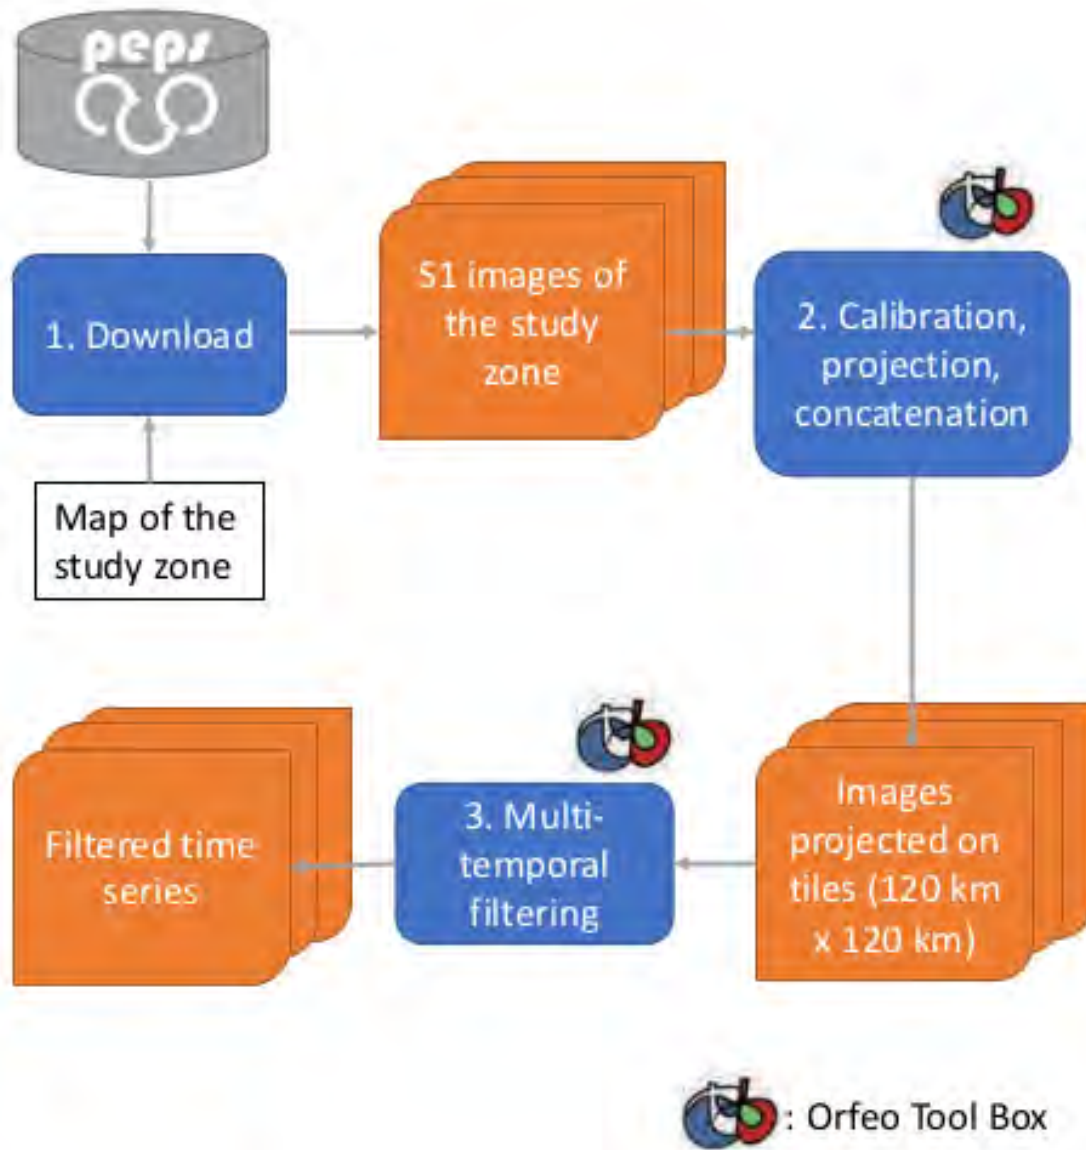 peps
1. Download
S1 images of
the study
zone
2. Calibration,
projection,
concatenation
Map of the
study zone
Filtered time
series
3. Multi-
temporal
filtering
Images
projected on
tiles (120 km
x 120 km)
: Orfeo Tool Box